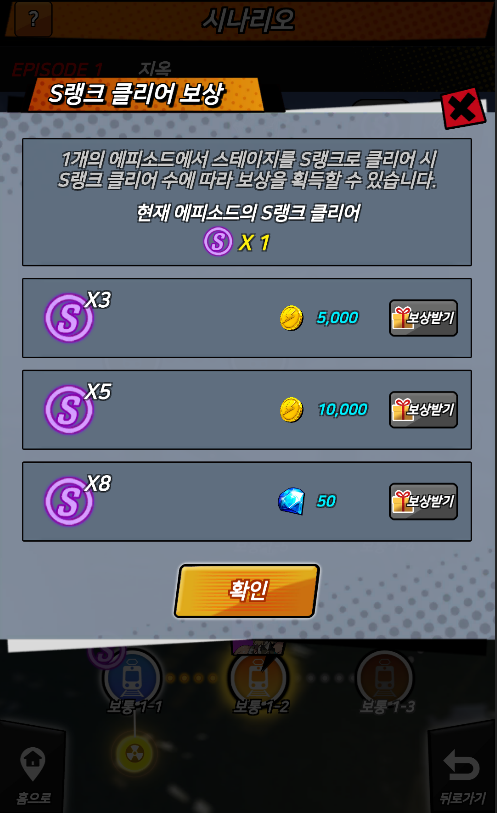 ?
시나리오
EPISODE 1 지옥
S랭크 클리어 보상
1개의 에피소드에서 스테이지를 S랭크로 클리어 시
S랭크 클리어 수에 따라 보상을 획득할 수 있습니다.
현재 에피소드의 S랭크 클리어
S X 1
S X3 5,000 보상받기
S X5 10,000 보상받기
S X8 50 보상받기
확인
S
보통 1-1 보통 1-2 보통 1-3
홈으로 뒤로가기